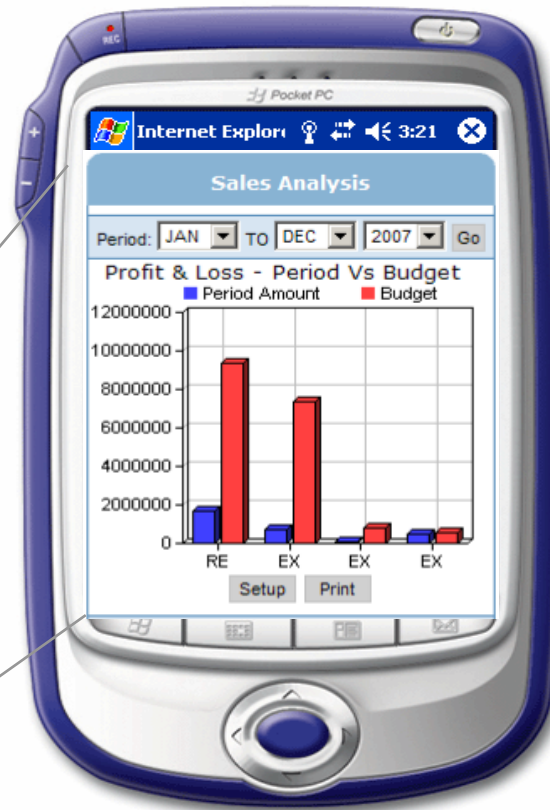 REC
Pocket PC
Internet Explor 3:21
Sales Analysis
Period: JAN TO DEC 2007 Go
Profit & Loss - Period Vs Budget
Period Amount Budget
12000000
10000000
8000000
6000000
4000000
2000000
0
RE EX EX EX
Setup Print